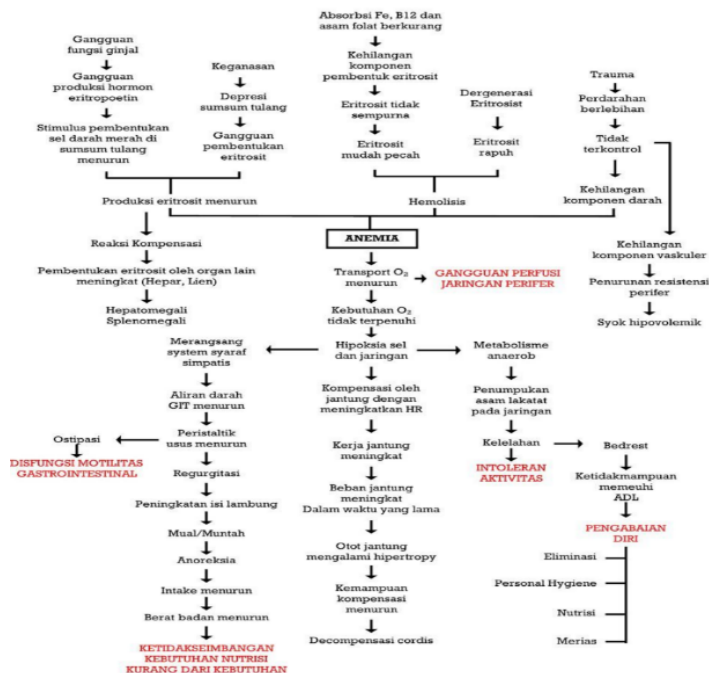 Absorbsi Fe, B12 dan
asam folat berkurang
Gangguan
fungsi ginjal
Gangguan
produksi hormon
eritropoetin
Stimulus pembentukan
sel darah merah di
sumsum tulang
menurun
Keganasan
Depresi
sumsum tulang
Gangguan
pembentukan
eritrosit
Kehilangan
komponen
pembentuk eritrosit
Eritrosit tidak
sempurna
Eritrosit
mudah pecah
Dergenerasi
Eritrosist
Eritrosit
rapuh
Trauma
Perdarahan
berlebihan
Tidak
terkontrol
Kehilangan
komponen darah
Produksi eritrosit menurun
Hemolisis
ANEMIA
Reaksi Kompensasi
Pembentukan eritrosit oleh organ lain
meningkat (Hepar, Lien)
Hepatomegali
Splenomegali
Transport O₂
menurun
GANGGUAN PERFUSI
JARINGAN PERIFER
Kehilangan
komponen vaskuler
Penurunan resistensi
perifer
Syok hipovolemik
Kebutuhan O₂
tidak terpenuhi
Hipoksia sel
dan jaringan
Merangsang
system syaraf
simpatis
Aliran darah
GIT menurun
Peristaltik
usus menurun
Ostipasi
DISFUNGSI MOTILITAS
GASTROINTESTINAL
Regurgitasi
Peningkatan isi lambung
Mual/Muntah
Anoreksia
Intake menurun
Berat badan menurun
KETIDAKSEIMBANGAN
KEBUTUHAN NUTRISI
KURANG DARI KEBUTUHAN
Kompensasi oleh
jantung dengan
meningkatkan HR
Kerja jantung
meningkat
Beban jantung
meningkat
Dalam waktu yang lama
Otot jantung
mengalami hipertropy
Kemampuan
kompensasi
menurun
Decompensasi cordis
Metabolisme
anaerob
Penumpukan
asam lakatat
pada jaringan
Kelelahan
INTOLERAN
AKTIVITAS
Bedrest
Ketidakmampuan
memeuhi
ADL
PENGABAIAN
DIRI
Eliminasi
Personal Hygiene
Nutrisi
Merias